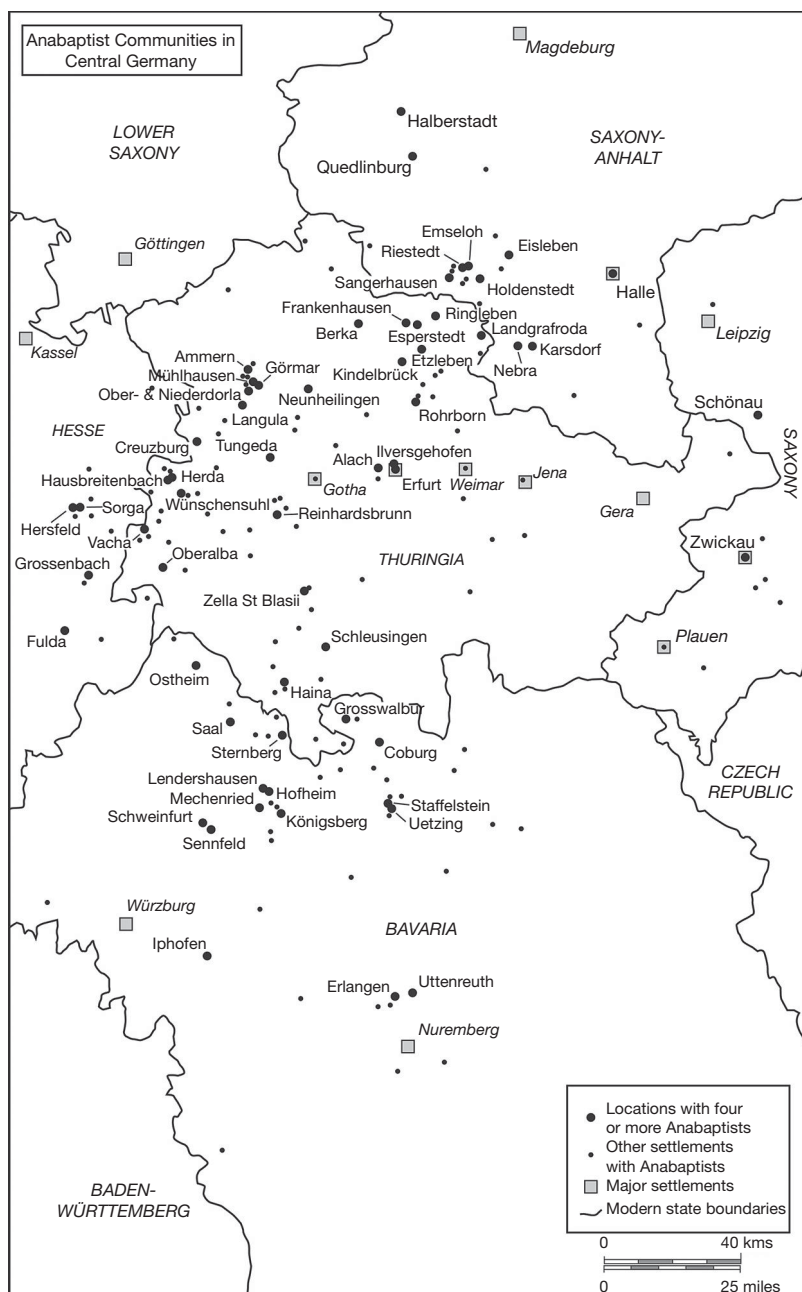 Anabaptist Communities in
Central Germany
Magdeburg
Halberstadt
LOWER
SAXONY
SAXONY-
ANHALT
Quedlinburg
Emseloh
Göttingen
Riestedt
Eisleben
Sangerhausen
Holdenstedt
Halle
Frankenhausen
Ringleben
Berka
Landgrafroda
Leipzig
Kassel
Esperstedt
Ammern
Etzleben
Karsdorf
Mühlhausen
Görmar
Kindelbrück
Nebra
Ober- & Niederdorla
Neunheilingen
Rohrborn
Schönau
Langula
HESSE
Creuzburg
Tungeda
Ilversgehofen
SAXONY
Alach
Hausbreitenbach
Herda
Gotha
Erfurt
Weimar
Jena
Wünschensuhl
Gera
Sorga
Reinhardsbrunn
Hersfeld
Vacha
Zwickau
Oberalba
THURINGIA
Grossenbach
Zella St Blasii
Fulda
Schleusingen
Plauen
Ostheim
Haina
Grosswalbur
Saal
Sternberg
Coburg
CZECH
REPUBLIC
Lendershausen
Hofheim
Mechenried
Staffelstein
Schweinfurt
Königsberg
Uetzing
Sennfeld
Würzburg
BAVARIA
Iphofen
Erlangen
Uttenreuth
Nuremberg
Locations with four
or more Anabaptists
Other settlements
with Anabaptists
Major settlements
Modern state boundaries
BADEN-
WÜRTTEMBERG
0 40 kms
0 25 miles